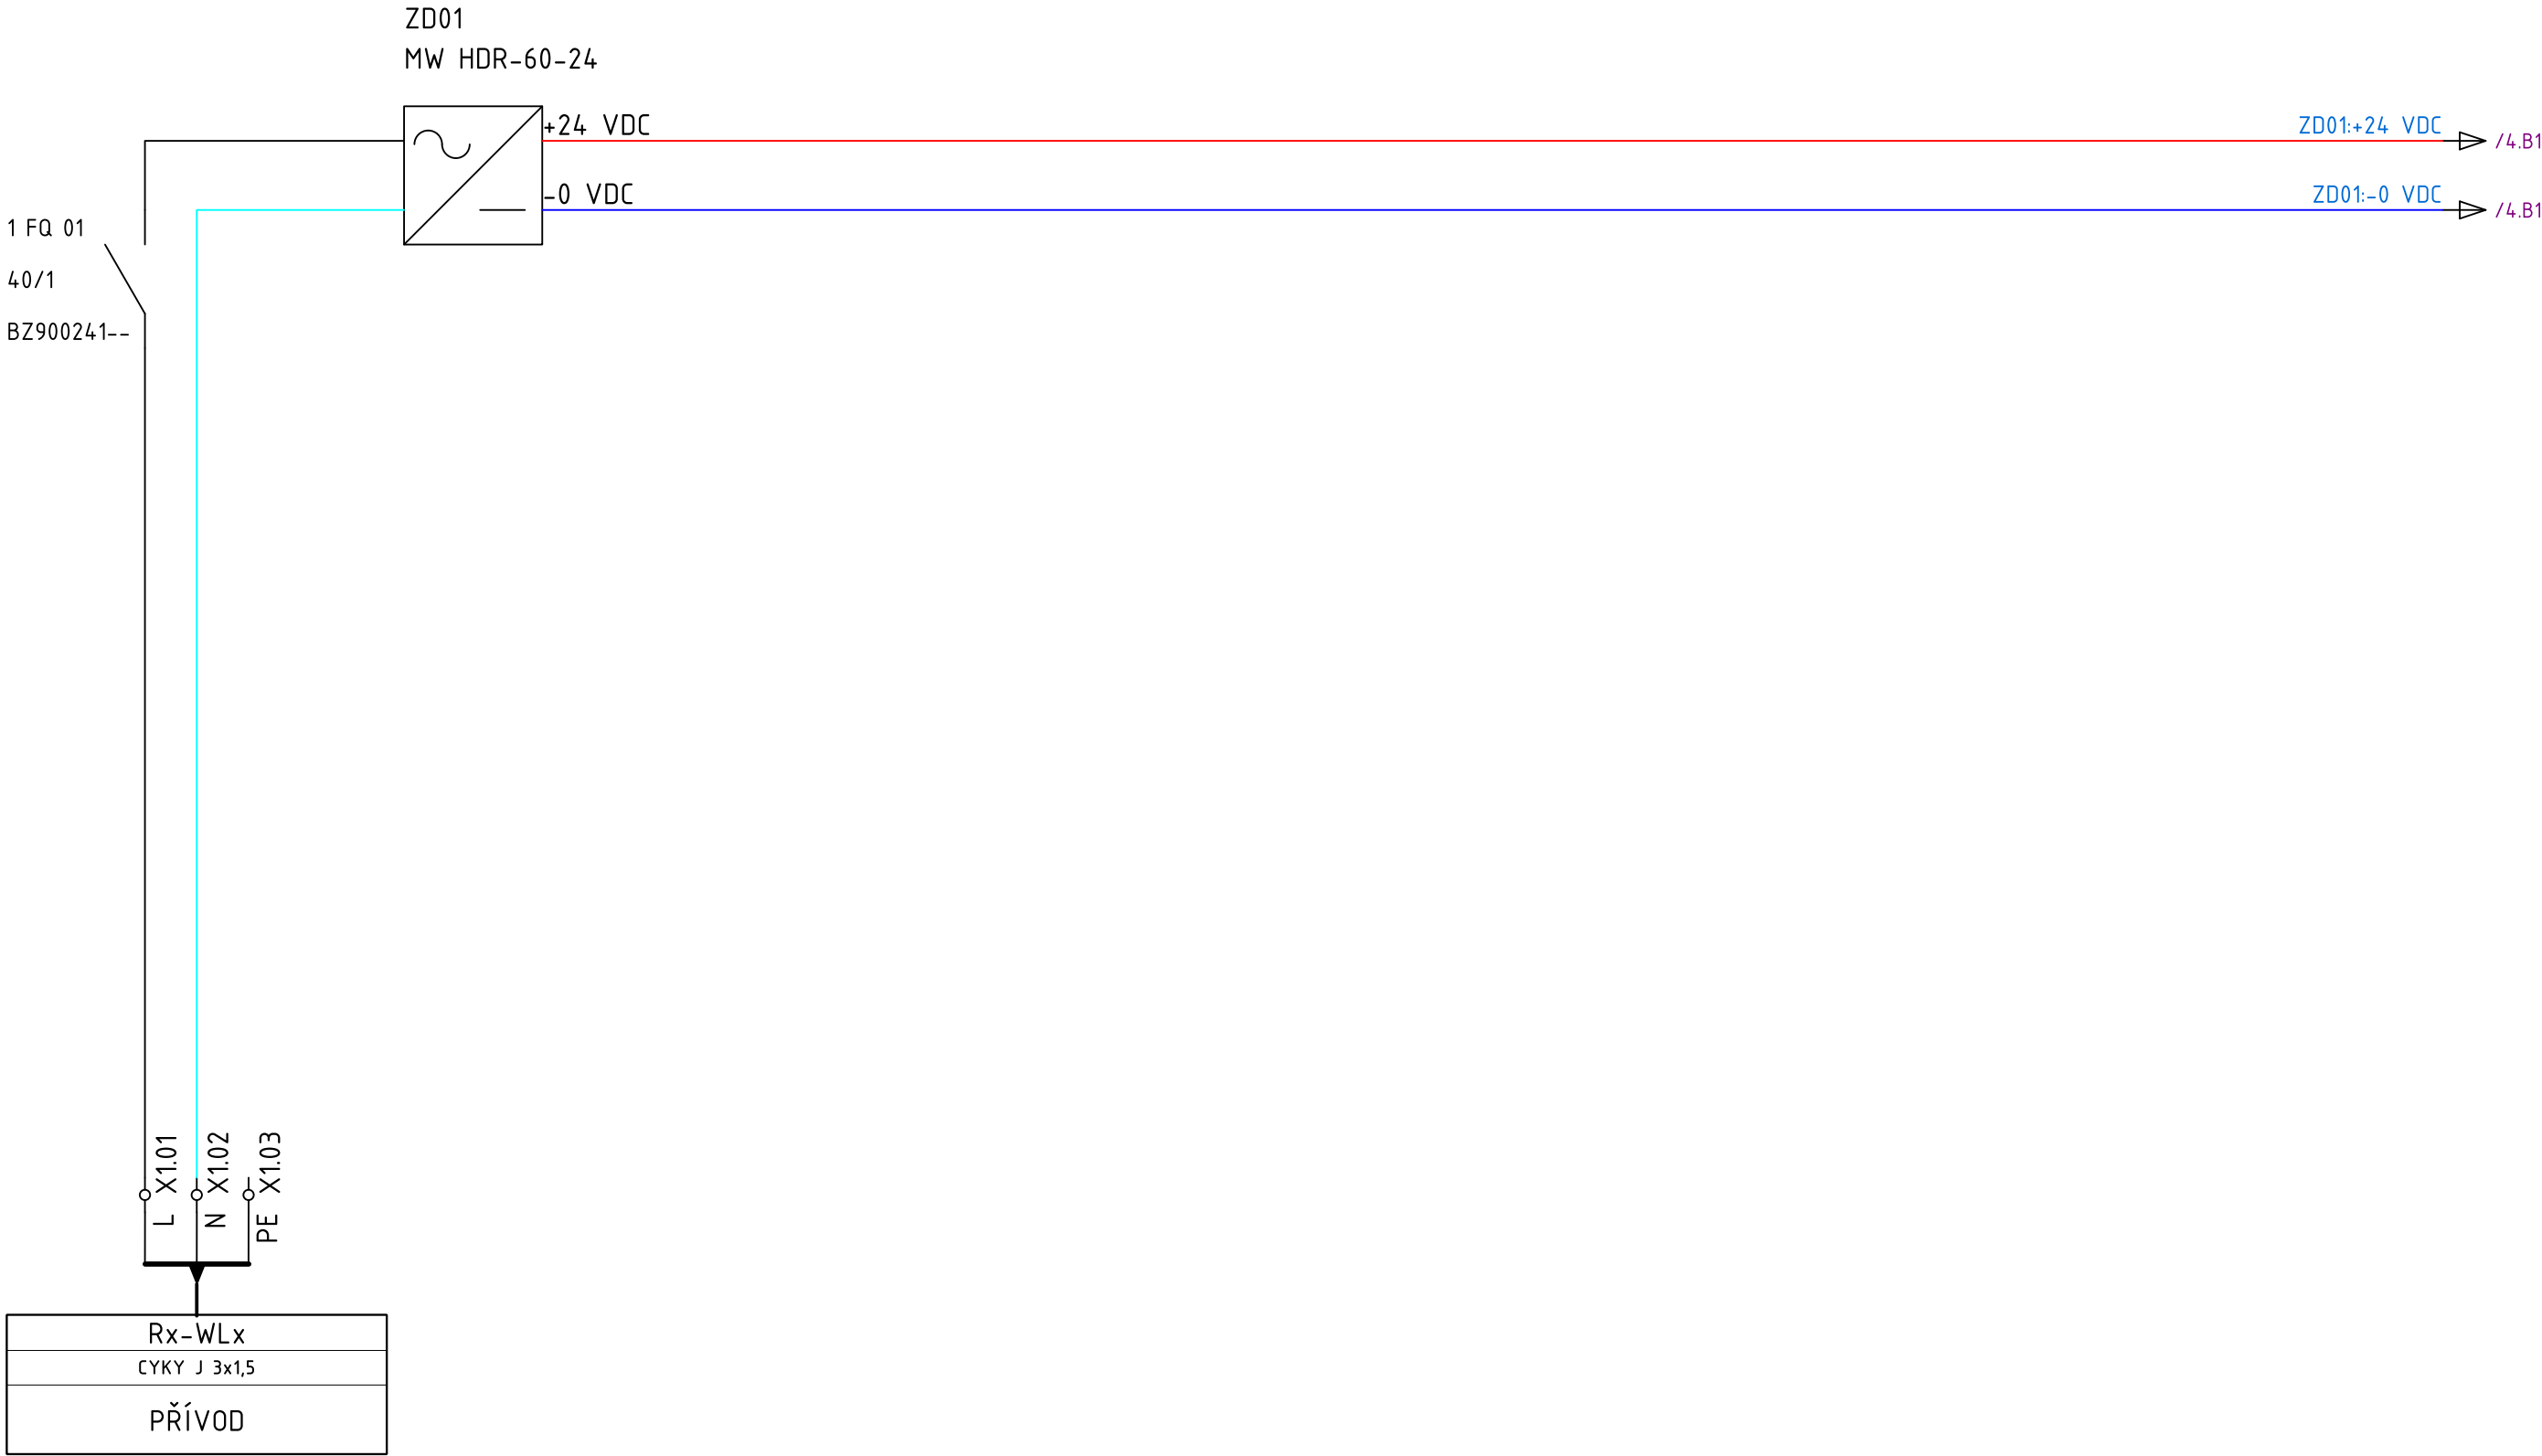 ZD01
MW HDR-60-24
+24 VDC
ZD01:+24 VDC
/4.B1
-0 VDC
ZD01:-0 VDC
/4.B1
1 FQ 01
40/1
BZ900241--
X1.01
X1.02
X1.03
L
N
PE
Rx-WLx
CYKY J 3x1,5
PŘÍVOD